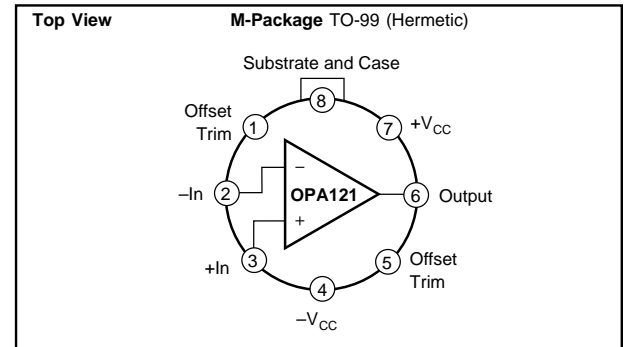 Top View M-Package TO-99 (Hermetic)
Substrate and Case
8
Offset
Trim
1
7
+VCC
–In
2
–
OPA121
6
Output
+
+In
3
5
Offset
Trim
4
–VCC